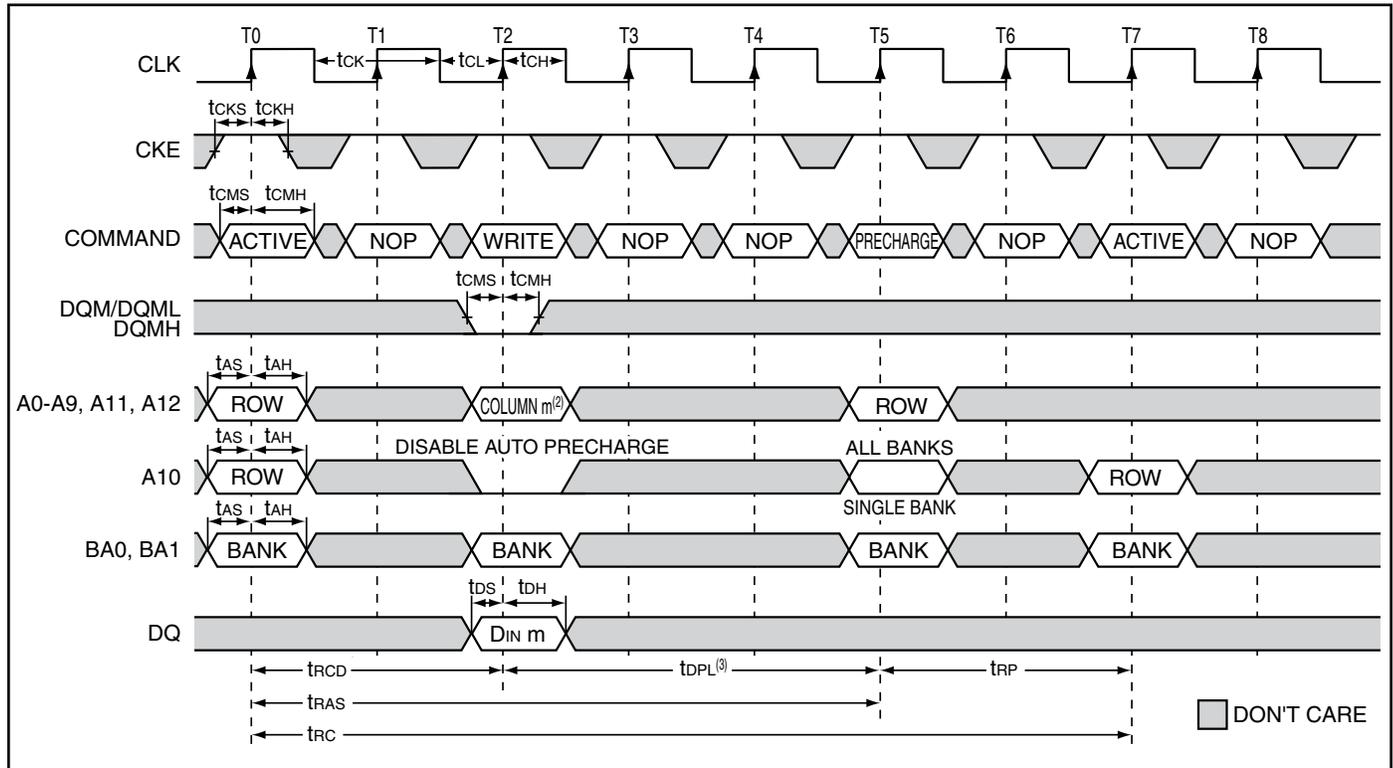 T0 T1 T2 T3 T4 T5 T6 T7 T8
CLK tCK tCL tCH
tCKS tCKH
CKE
tCMS tCMH
COMMAND ACTIVE NOP WRITE NOP NOP PRECHARGE NOP ACTIVE NOP
tCMS tCMH
DQM/DQML
DQMH
tAS tAH
A0-A9, A11, A12 ROW COLUMN m(2) ROW
tAS tAH DISABLE AUTO PRECHARGE ALL BANKS
A10 ROW ROW
tAS tAH SINGLE BANK
BA0, BA1 BANK BANK BANK BANK
tDS tDH
DQ DIN m
tRCD tDPL(3) tRP
tRAS
DON'T CARE
tRC